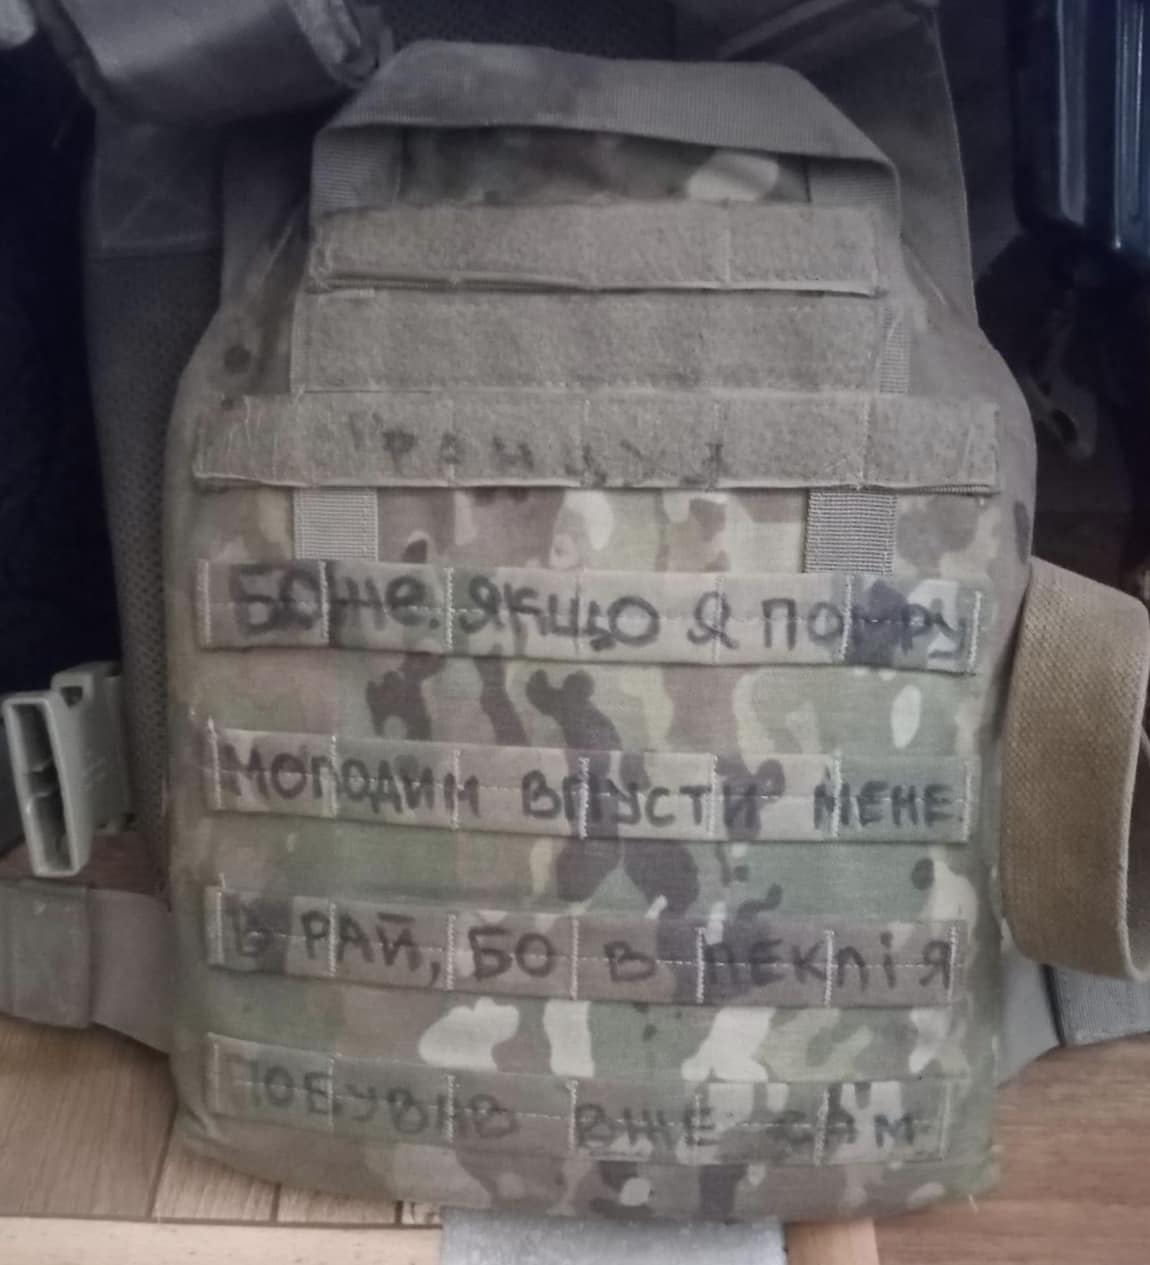 БОЖЕ. ЯКЩО Я ПОМРУ
МОЛОДИМ ВПУСТИ МЕНЕ
В РАЙ, БО В ПЕКЛІ Я
ПОБУВАВ ВЖЕ САМ